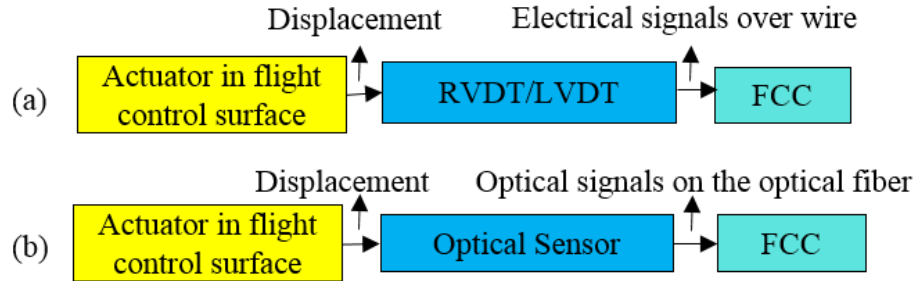 Displacement Electrical signals over wire
(a) Actuator in flight control surface RVDT/LVDT FCC
Displacement Optical signals on the optical fiber
(b) Actuator in flight control surface Optical Sensor FCC